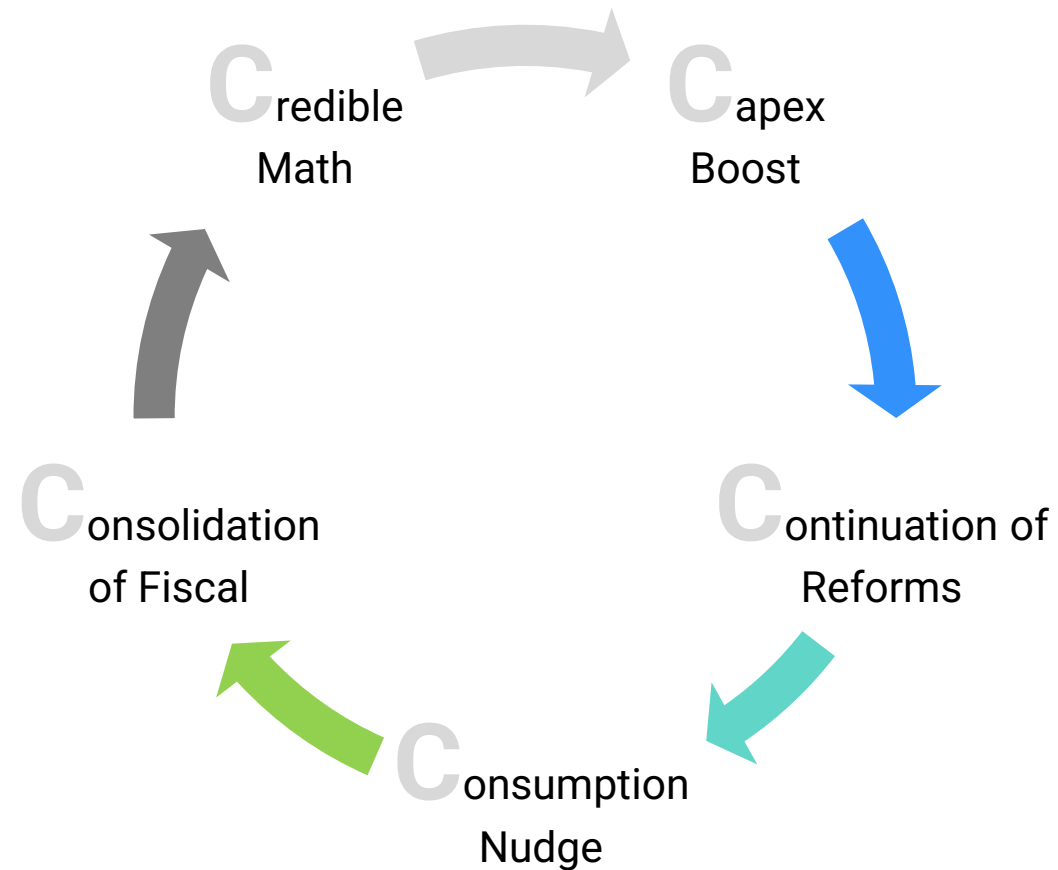 Credible
Math
Capex
Boost
Continuation of
Reforms
Consumption
Nudge
Consolidation
of Fiscal